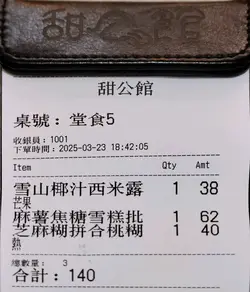 甜公館
甜公館
桌號：堂食5
收銀員：1001
下單時間：2025-03-23 18:42:05
Item Qty Amt
雪山椰汁西米露 1 38
芒果
麻薯焦糖雪糕批 1 62
芝麻糊拼合桃糊 1 40
熱
總數量： 3
合計：140